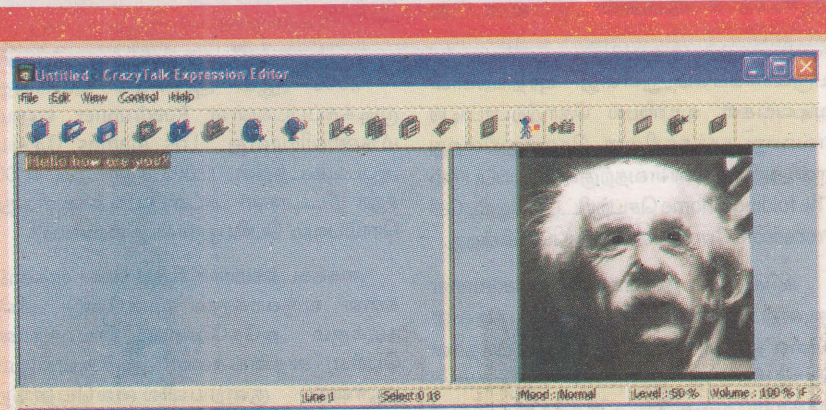 Untitled - CrazyTalk Expression Editor
File Edit View Control Help
Hello how are you?
Line 1 Select 0:18 Mood : Normal Level : 50 % Volume : 100 %